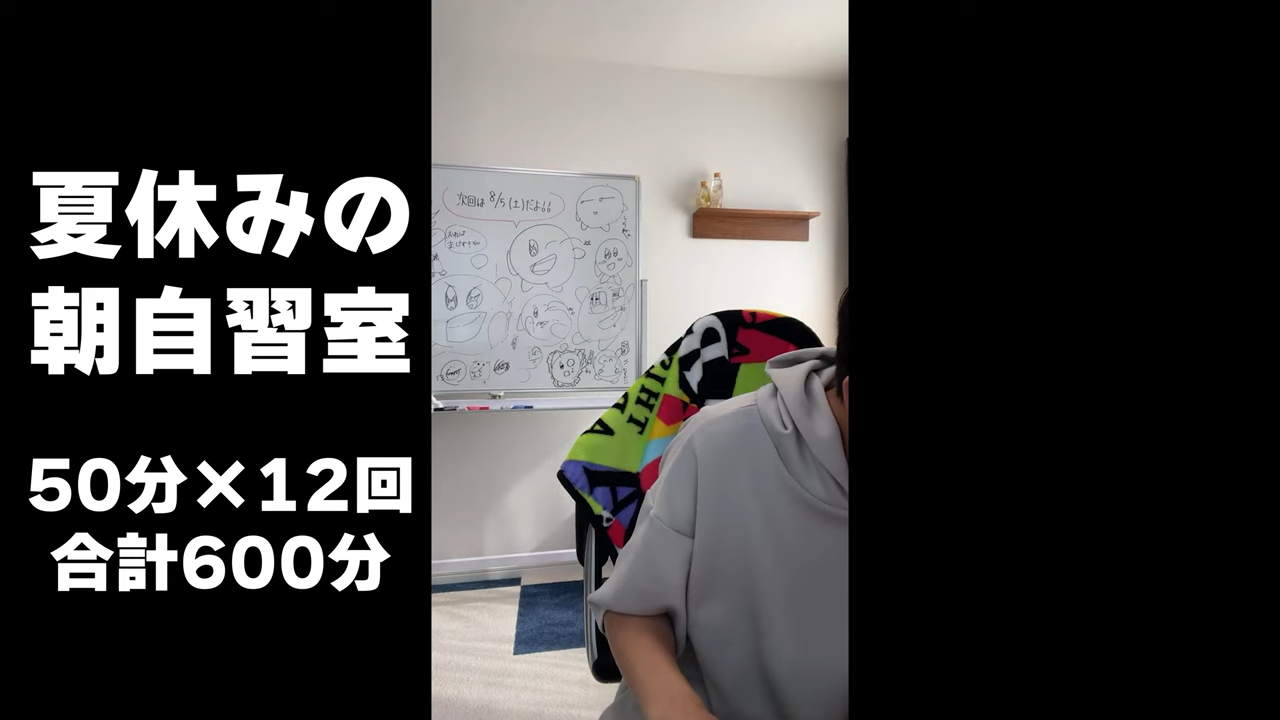 夏休みの
朝自習室
50分×12回
合計600分
次回は 8/5 (土)だよ!!